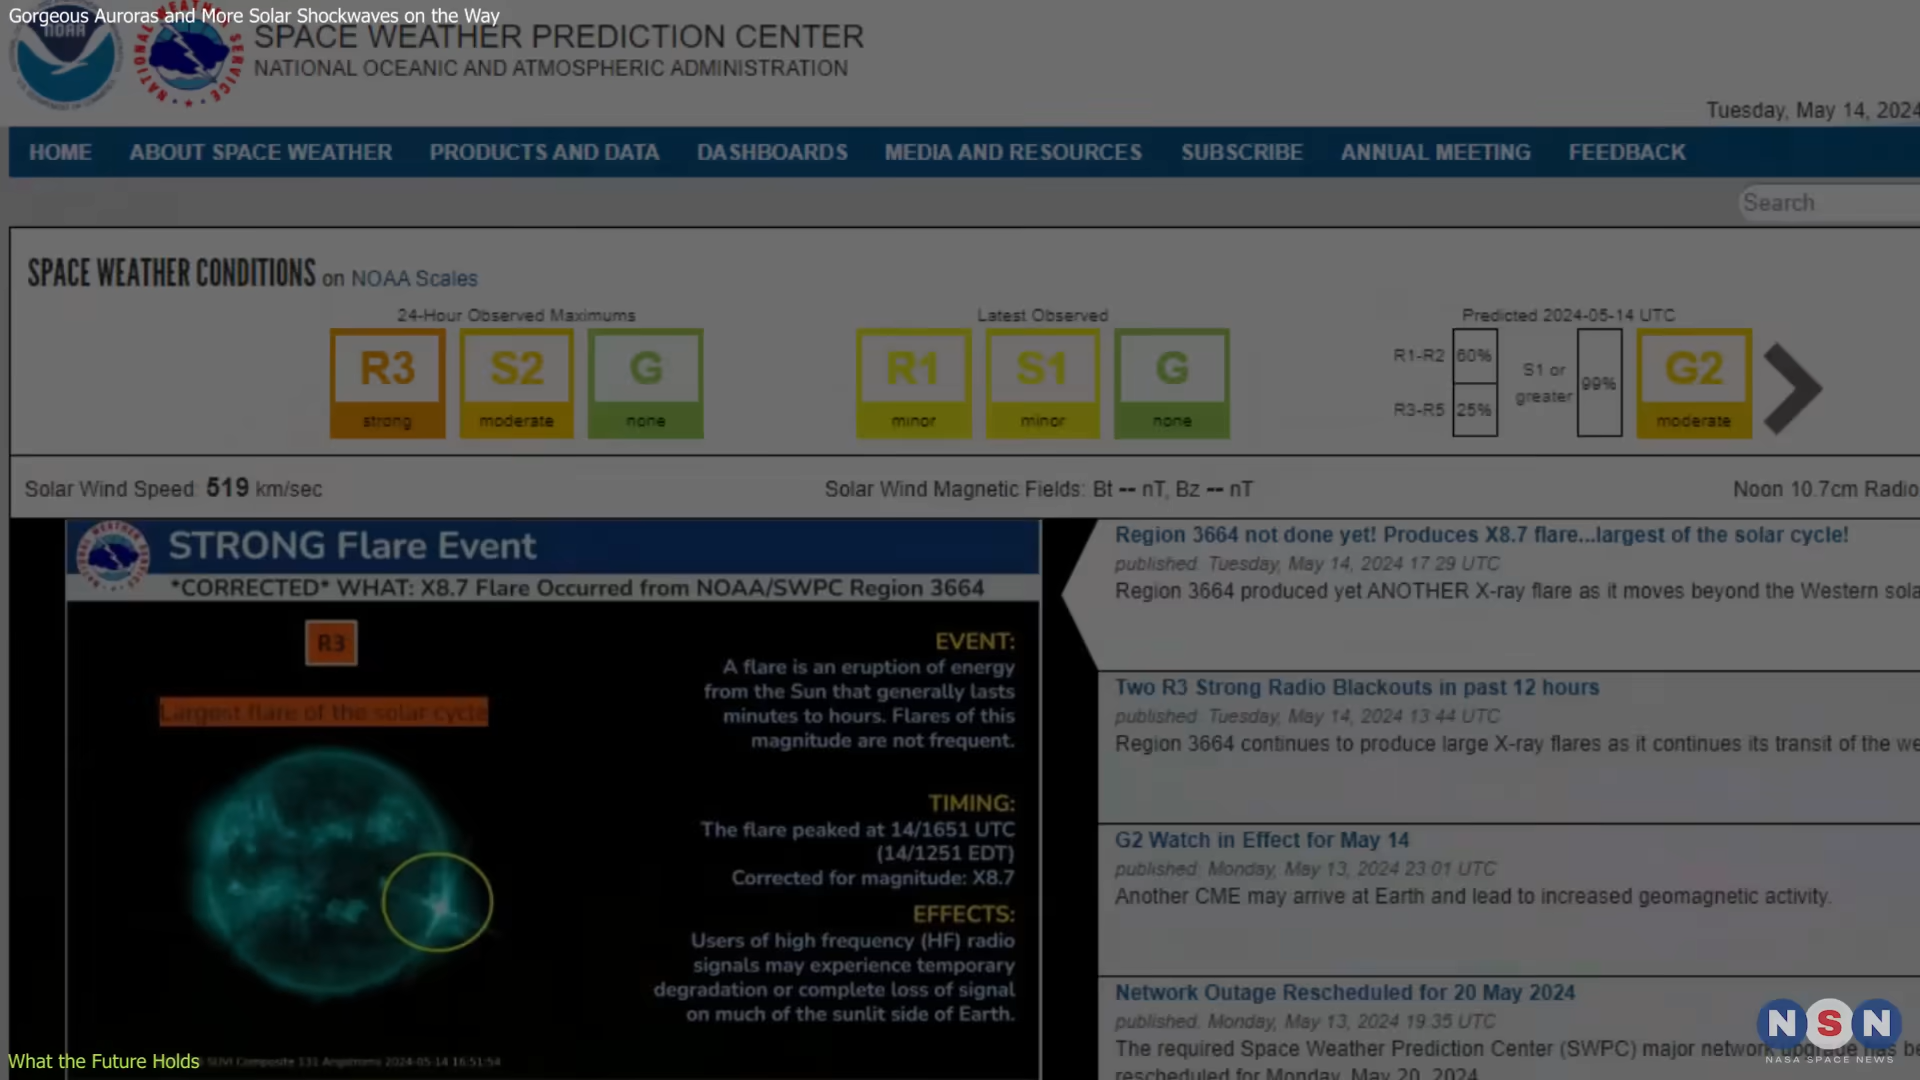 Gorgeous Auroras and More Solar Shockwaves on the Way
NOAA
SPACE WEATHER PREDICTION CENTER
NATIONAL OCEANIC AND ATMOSPHERIC ADMINISTRATION
Tuesday, May 14, 2024
HOME ABOUT SPACE WEATHER PRODUCTS AND DATA DASHBOARDS MEDIA AND RESOURCES SUBSCRIBE ANNUAL MEETING FEEDBACK
Search
SPACE WEATHER CONDITIONS on NOAA Scales
24-Hour Observed Maximums
R3 strong
S2 moderate
G none
Latest Observed
R1 minor
S1 minor
G none
Predicted 2024-05-14 UTC
R1-R2 60%
R3-R5 25%
S1 or greater 99%
G2 moderate
Solar Wind Speed: 519 km/sec
Solar Wind Magnetic Fields: Bt -- nT, Bz -- nT
Noon 10.7cm Radio
STRONG Flare Event
*CORRECTED* WHAT: X8.7 Flare Occurred from NOAA/SWPC Region 3664
R3
Largest flare of the solar cycle
EVENT:
A flare is an eruption of energy
from the Sun that generally lasts
minutes to hours. Flares of this
magnitude are not frequent.
TIMING:
The flare peaked at 14/1651 UTC
(14/1251 EDT)
Corrected for magnitude: X8.7
EFFECTS:
Users of high frequency (HF) radio
signals may experience temporary
degradation or complete loss of signal
on much of the sunlit side of Earth.
SUVI Composite 131 Angstroms 2024-05-14 16:51:54
Region 3664 not done yet! Produces X8.7 flare...largest of the solar cycle!
published: Tuesday, May 14, 2024 17:29 UTC
Region 3664 produced yet ANOTHER X-ray flare as it moves beyond the Western sola
Two R3 Strong Radio Blackouts in past 12 hours
published: Tuesday, May 14, 2024 13:44 UTC
Region 3664 continues to produce large X-ray flares as it continues its transit of the we
G2 Watch in Effect for May 14
published: Monday, May 13, 2024 23:01 UTC
Another CME may arrive at Earth and lead to increased geomagnetic activity.
Network Outage Rescheduled for 20 May 2024
published: Monday, May 13, 2024 19:35 UTC
The required Space Weather Prediction Center (SWPC) major network upgrade has be
rescheduled for Monday, May 20, 2024
What the Future Holds
NSN
NASA SPACE NEWS